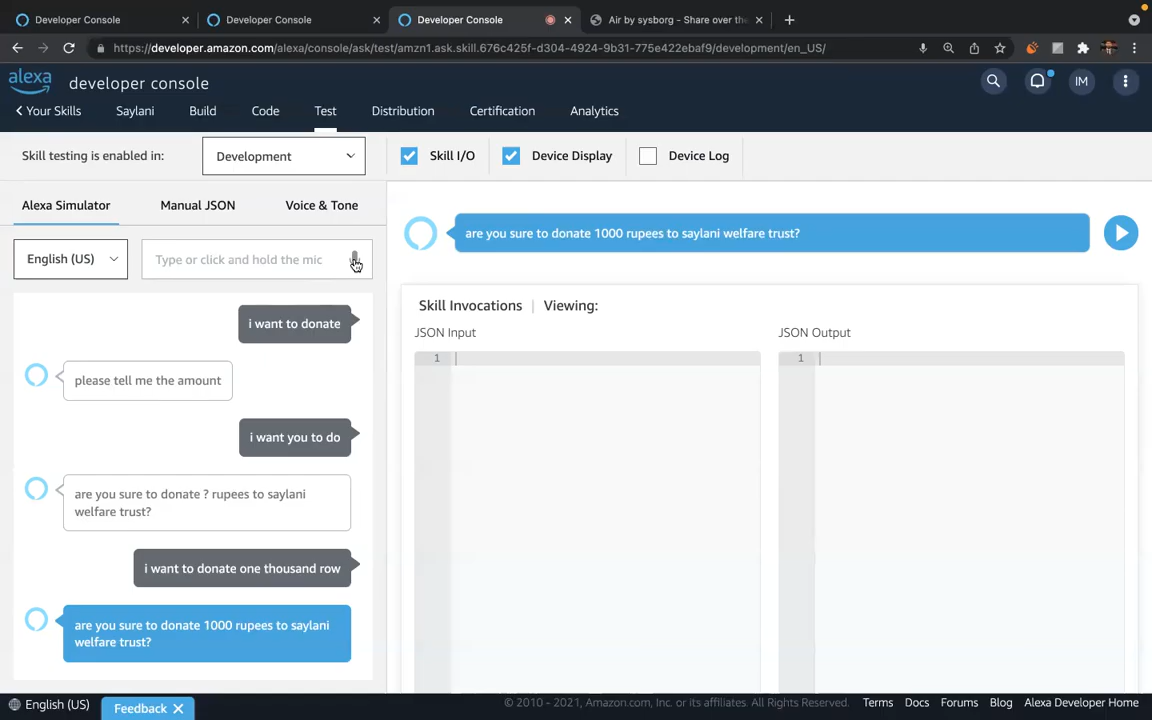 Developer Console
Developer Console
Developer Console
Air by sysborg - Share over the
https://developer.amazon.com/alexa/console/ask/test/amzn1.ask.skill.676c425f-d304-4924-9b31-775e422ebaf9/development/en_US/
alexa developer console
IM
Your Skills
Saylani
Build
Code
Test
Distribution
Certification
Analytics
Skill testing is enabled in:
Development
Skill I/O
Device Display
Device Log
Alexa Simulator
Manual JSON
Voice & Tone
English (US)
Type or click and hold the mic
i want to donate
please tell me the amount
i want you to do
are you sure to donate ? rupees to saylani
welfare trust?
i want to donate one thousand row
are you sure to donate 1000 rupees to saylani
welfare trust?
are you sure to donate 1000 rupees to saylani welfare trust?
Skill Invocations | Viewing:
JSON Input
JSON Output
1
1
English (US)
Feedback
© 2010 - 2021, Amazon.com, Inc. or its affiliates. All Rights Reserved.
Terms
Docs
Forums
Blog
Alexa Developer Home